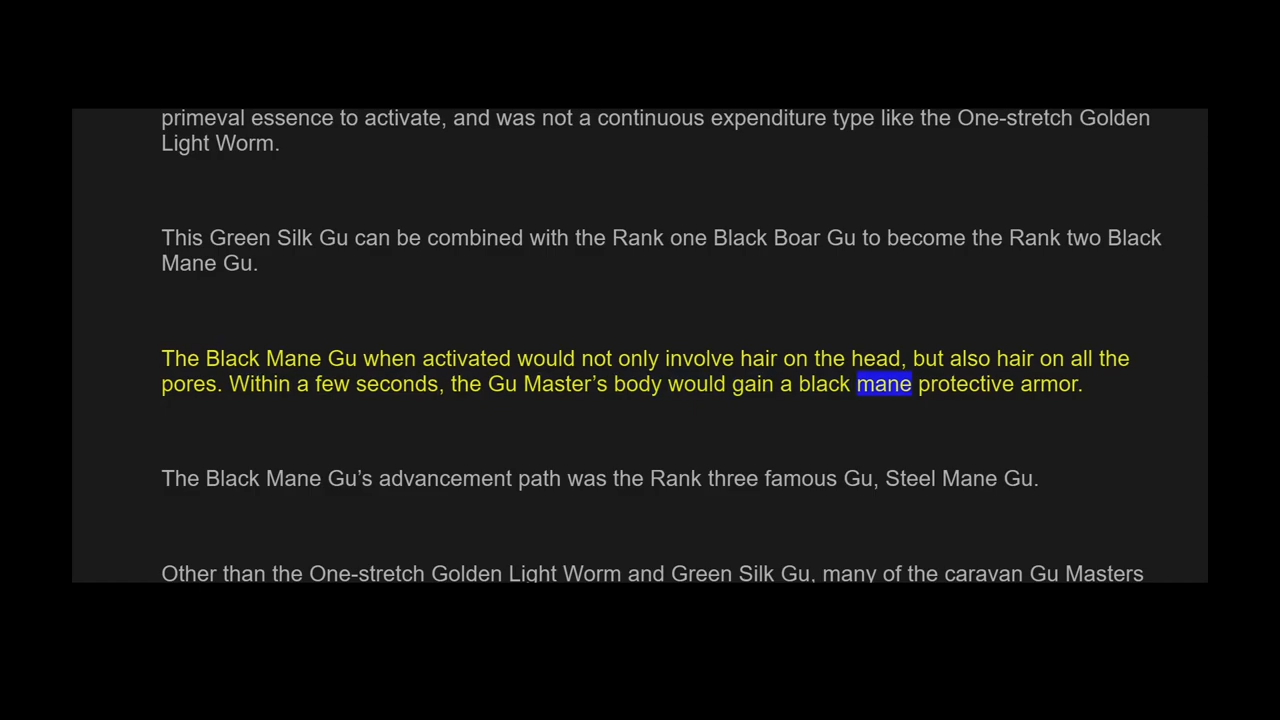 primeval essence to activate, and was not a continuous expenditure type like the One-stretch Golden
Light Worm.
This Green Silk Gu can be combined with the Rank one Black Boar Gu to become the Rank two Black
Mane Gu.
The Black Mane Gu when activated would not only involve hair on the head, but also hair on all the
pores. Within a few seconds, the Gu Master’s body would gain a black mane protective armor.
The Black Mane Gu’s advancement path was the Rank three famous Gu, Steel Mane Gu.
Other than the One-stretch Golden Light Worm and Green Silk Gu, many of the caravan Gu Masters